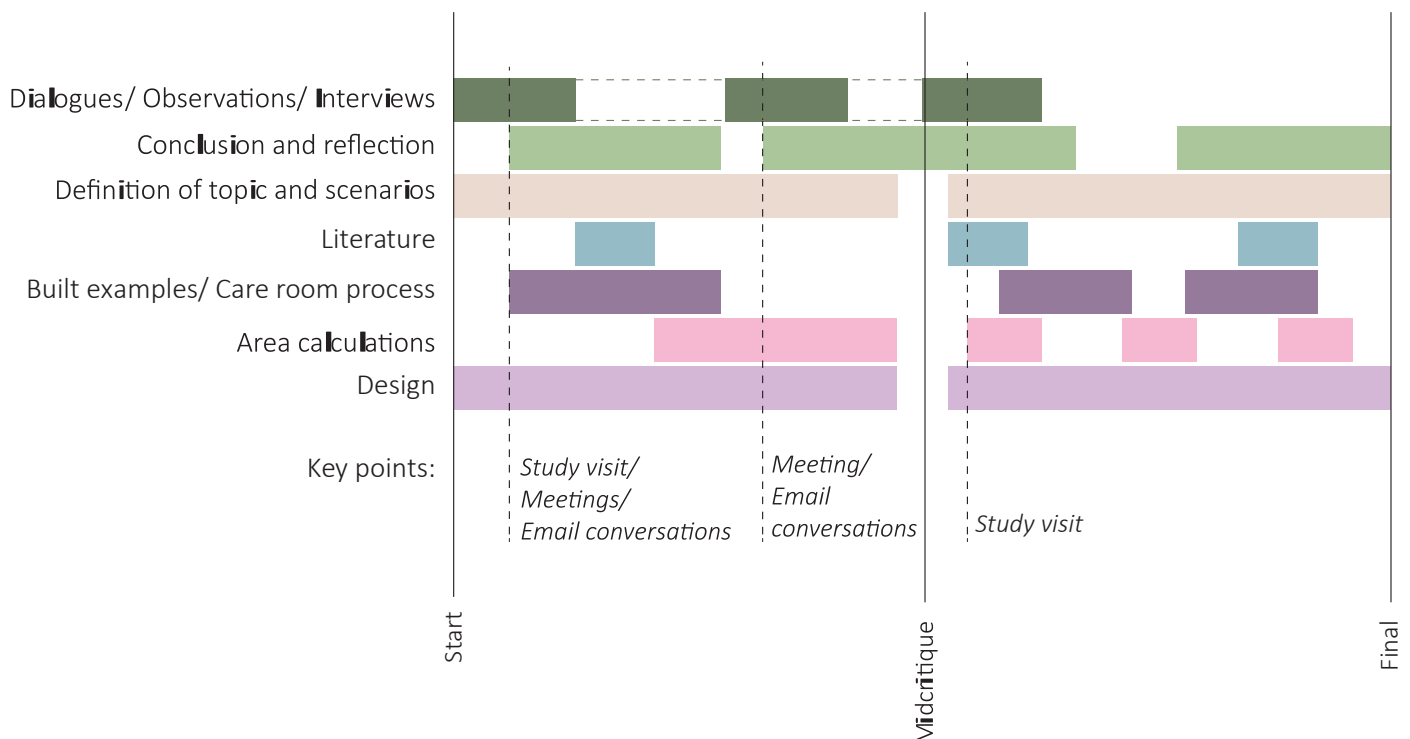 Dialogues/ Observations/ Interviews
Conclusion and reflection
Definition of topic and scenarios
Literature
Built examples/ Care room process
Area calculations
Design
Key points:
Study visit/
Meetings/
Email conversations
Meeting/
Email
conversations
Study visit
Start
Midcritique
Final